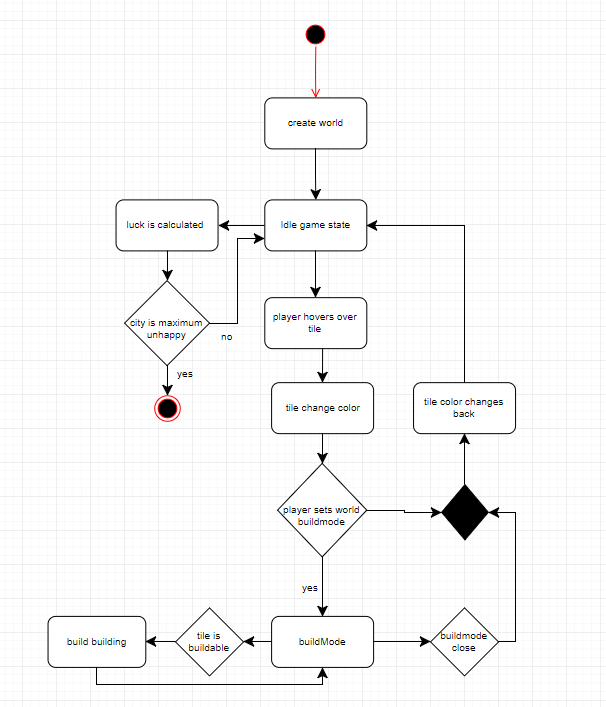 create world
luck is calculated
Idle game state
city is maximum
unhappy
no
yes
player hovers over
tile
tile change color
tile color changes
back
player sets world
buildmode
yes
build building
tile is
buildable
buildMode
buildmode
close